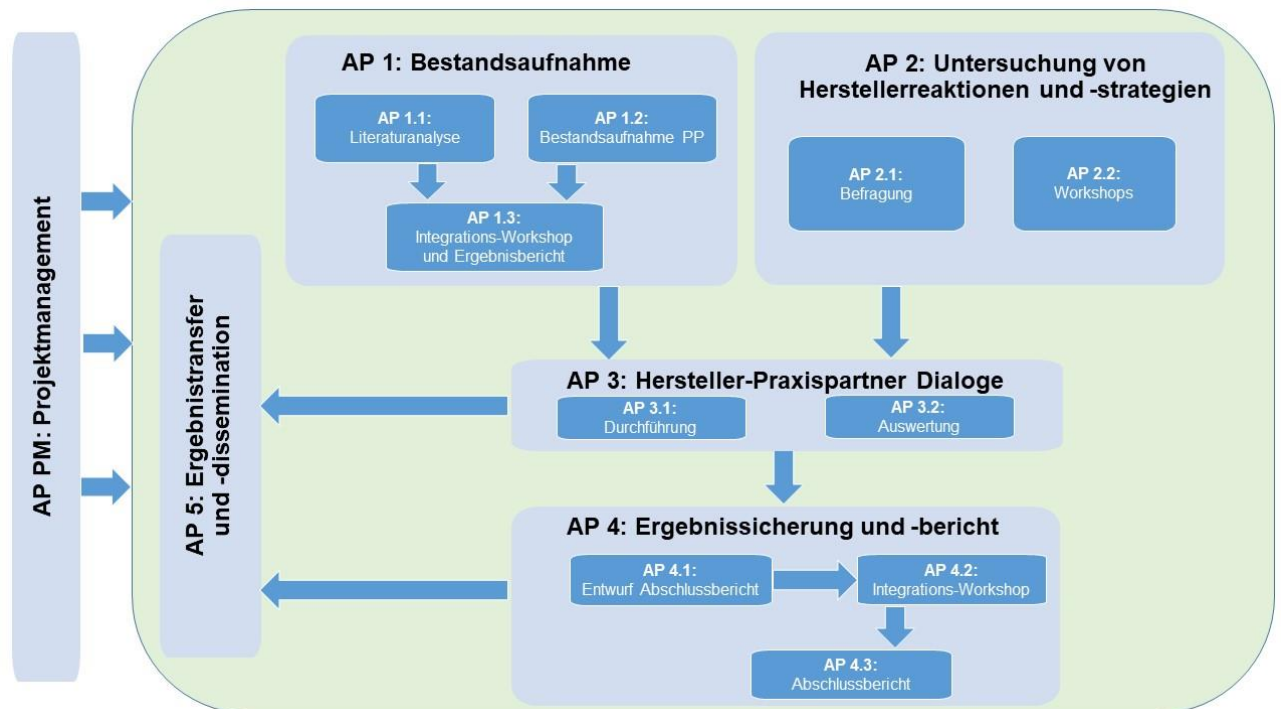 AP PM: Projektmanagement
AP 1: Bestandsaufnahme
AP 1.1:
Literaturanalyse
AP 1.2:
Bestandsaufnahme PP
AP 1.3:
Integrations-Workshop
und Ergebnisbericht
AP 2: Untersuchung von
Herstellerreaktionen und -strategien
AP 2.1:
Befragung
AP 2.2:
Workshops
AP 5: Ergebnistransfer
und -dissemination
AP 3: Hersteller-Praxispartner Dialoge
AP 3.1:
Durchführung
AP 3.2:
Auswertung
AP 4: Ergebnissicherung und -bericht
AP 4.1:
Entwurf Abschlussbericht
AP 4.2:
Integrations-Workshop
AP 4.3:
Abschlussbericht